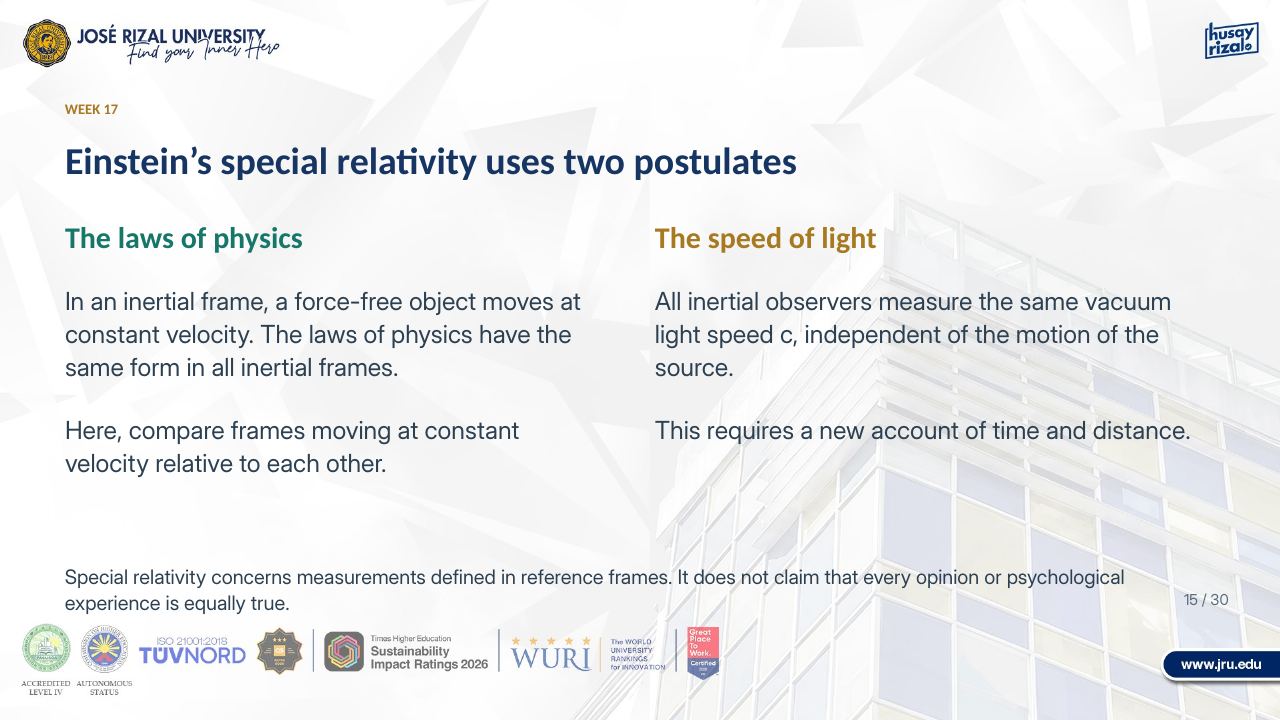 JOSÉ RIZAL UNIVERSITY
Find your Inner Hero
husay
rizal
WEEK 17
Einstein’s special relativity uses two postulates
The laws of physics
In an inertial frame, a force-free object moves at
constant velocity. The laws of physics have the
same form in all inertial frames.
Here, compare frames moving at constant
velocity relative to each other.
The speed of light
All inertial observers measure the same vacuum
light speed c, independent of the motion of the
source.
This requires a new account of time and distance.
Special relativity concerns measurements defined in reference frames. It does not claim that every opinion or psychological
experience is equally true.
15 / 30
ACCREDITED
LEVEL IV
AUTONOMOUS
STATUS
ISO 21001:2018
TÜVNORD
Times Higher Education
Sustainability
Impact Ratings 2026
WURI
The WORLD
UNIVERSITY
RANKINGS
for INNOVATION
Great
Place
To
Work.
Certified
www.jru.edu